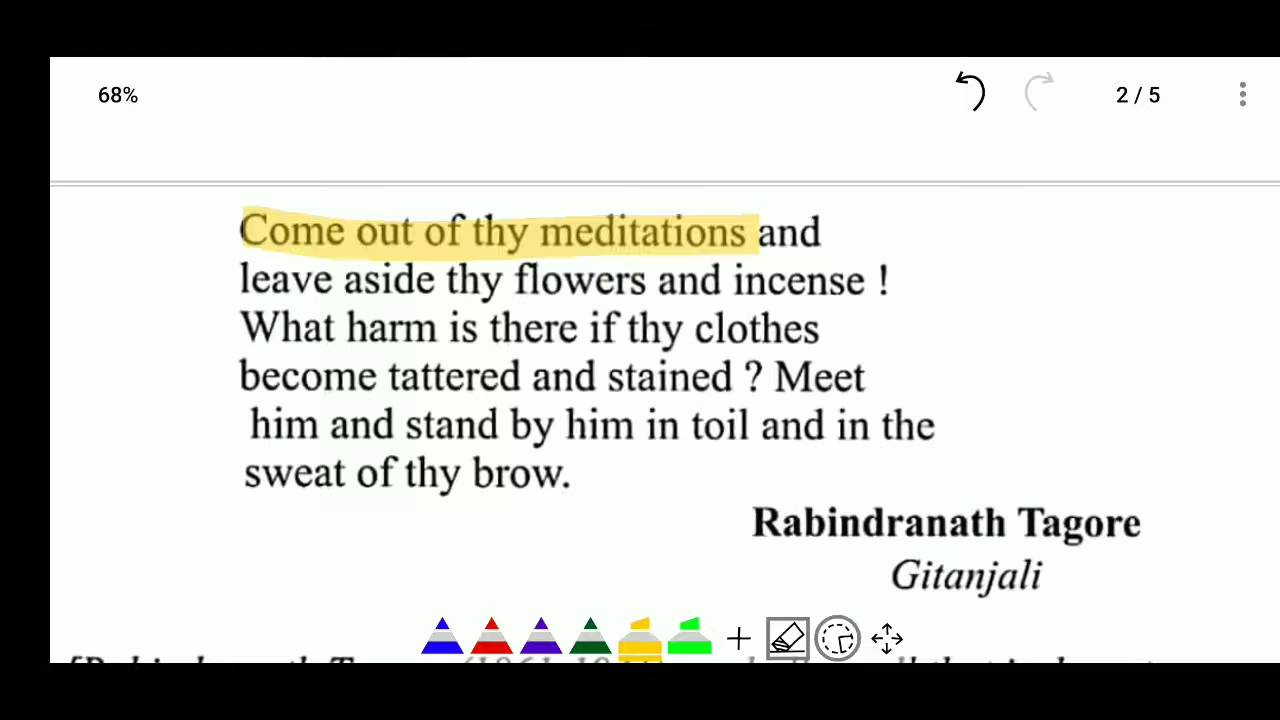 68%
2 / 5
Come out of thy meditations and
leave aside thy flowers and incense !
What harm is there if thy clothes
become tattered and stained ? Meet
him and stand by him in toil and in the
sweat of thy brow.
Rabindranath Tagore
Gitanjali